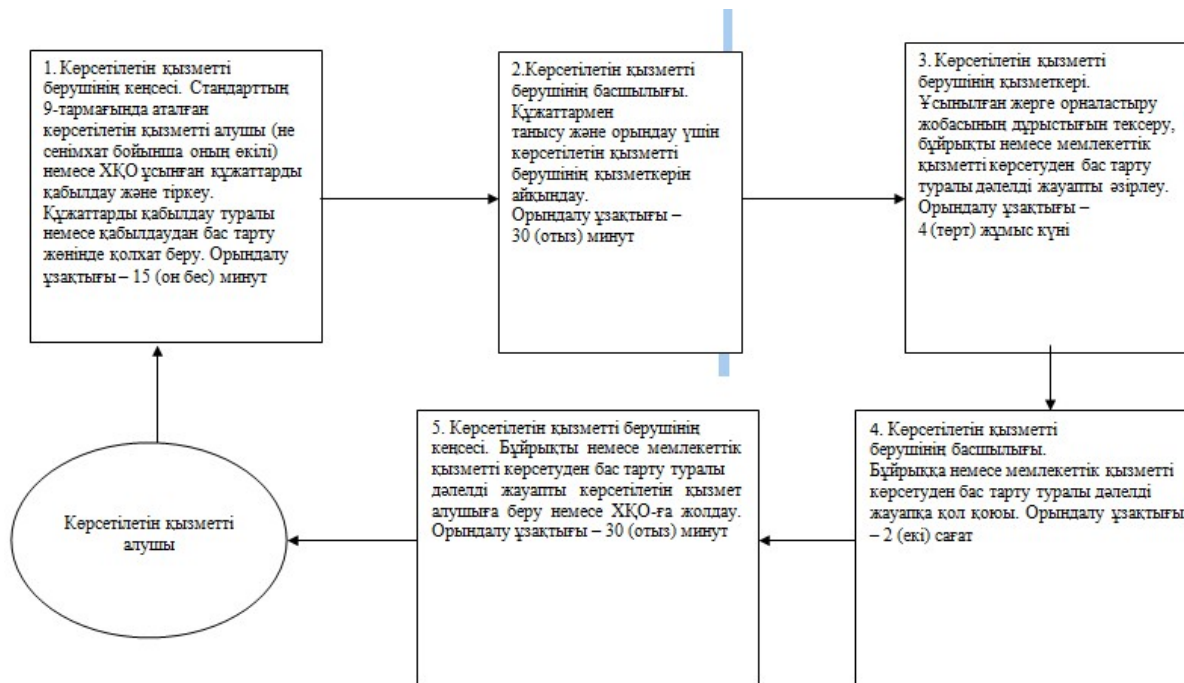 1. Көрсетілетін қызметті
берушінің кеңсесі. Стандарттың
9-тармағында аталған
көрсетілетін қызметті алушы (не
сенімхат бойынша оның өкілі)
немесе ХҚО ұсынған құжаттарды
қабылдау және тіркеу.
Құжаттарды қабылдау туралы
немесе қабылдаудан бас тарту
жөнінде қолхат беру. Орындалу
ұзақтығы – 15 (он бес) минут
2.Көрсетілетін қызметті
берушінің басшылығы.
Құжаттармен
танысу және орындау үшін
көрсетілетін қызметті
берушінің қызметкерін
айқындау.
Орындалу ұзақтығы –
30 (отыз) минут
3. Көрсетілетін қызметті
берушінің қызметкері.
Ұсынылған жерге орналастыру
жобасының дұрыстығын тексеру,
бұйрықты немесе мемлекеттік
қызметті көрсетуден бас тарту
туралы дәлелді жауапты әзірлеу.
Орындалу ұзақтығы –
4 (төрт) жұмыс күні
4. Көрсетілетін қызметті
берушінің басшылығы.
Бұйрыққа немесе мемлекеттік қызметті
көрсетуден бас тарту туралы дәлелді
жауапқа қол қоюы. Орындалу ұзақтығы
– 2 (екі) сағат
5. Көрсетілетін қызметті берушінің
кеңсесі. Бұйрықты немесе мемлекеттік
қызметті көрсетуден бас тарту туралы
дәлелді жауапты көрсетілетін қызмет
алушыға беру немесе ХҚО-ға жолдау.
Орындалу ұзақтығы – 30 (отыз) минут
Көрсетілетін қызметті
алушы